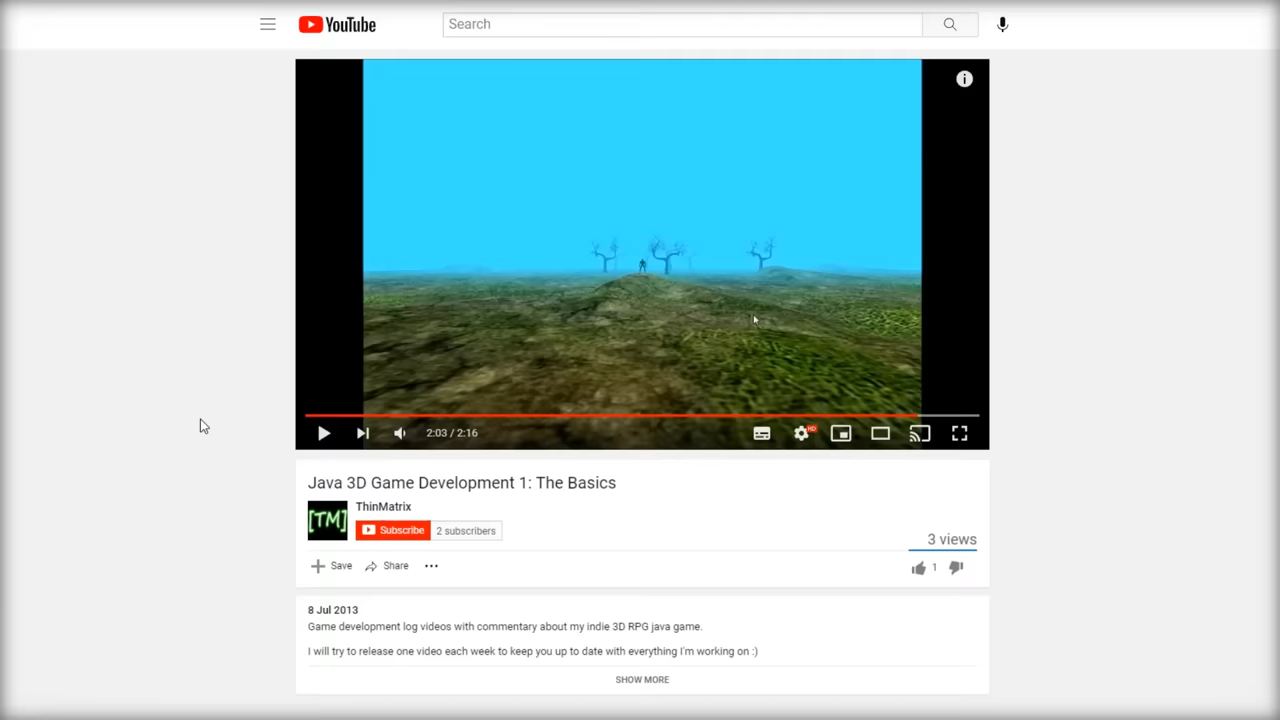 YouTube
Search
i
2:03 / 2:16
HD
Java 3D Game Development 1: The Basics
[TM]
ThinMatrix
Subscribe 2 subscribers
3 views
Save Share
1
8 Jul 2013
Game development log videos with commentary about my indie 3D RPG java game.
I will try to release one video each week to keep you up to date with everything I'm working on :)
SHOW MORE